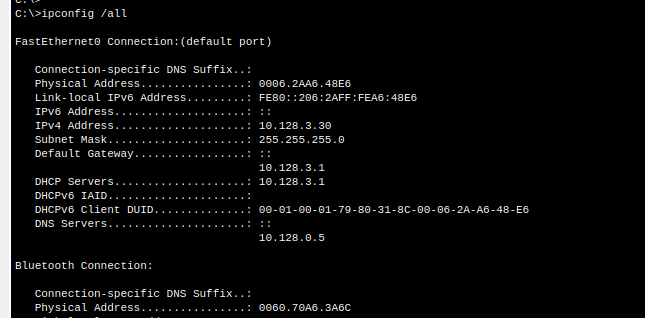 C:\>
C:\>ipconfig /all
FastEthernet0 Connection:(default port)
Connection-specific DNS Suffix..:
Physical Address................: 0006.2AA6.48E6
Link-local IPv6 Address.........: FE80::206:2AFF:FEA6:48E6
IPv6 Address....................: ::
IPv4 Address....................: 10.128.3.30
Subnet Mask.....................: 255.255.255.0
Default Gateway.................: ::
10.128.3.1
DHCP Servers....................: 10.128.3.1
DHCPv6 IAID.....................:
DHCPv6 Client DUID..............: 00-01-00-01-79-80-31-8C-00-06-2A-A6-48-E6
DNS Servers.....................: ::
10.128.0.5
Bluetooth Connection:
Connection-specific DNS Suffix..:
Physical Address................: 0060.70A6.3A6C